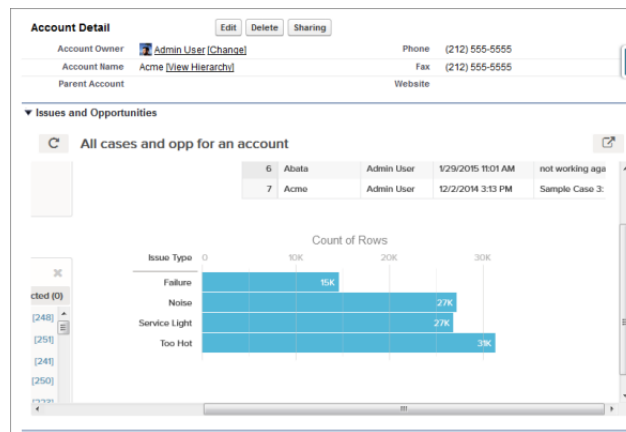 Account Detail Edit Delete Sharing
Account Owner Admin User [Change] Phone (212) 555-5555
Account Name Acme [View Hierarchy] Fax (212) 555-5555
Parent Account Website
Issues and Opportunities
All cases and opp for an account
6 Abata Admin User 1/29/2015 11:01 AM not working aga
7 Acme Admin User 12/2/2014 3:13 PM Sample Case 3:
Count of Rows
Issue Type 0 10K 20K 30K
Failure 15K
cted (0)
Noise 27K
[248]
Service Light 27K
[251]
Too Hot 31K
[241]
[250]